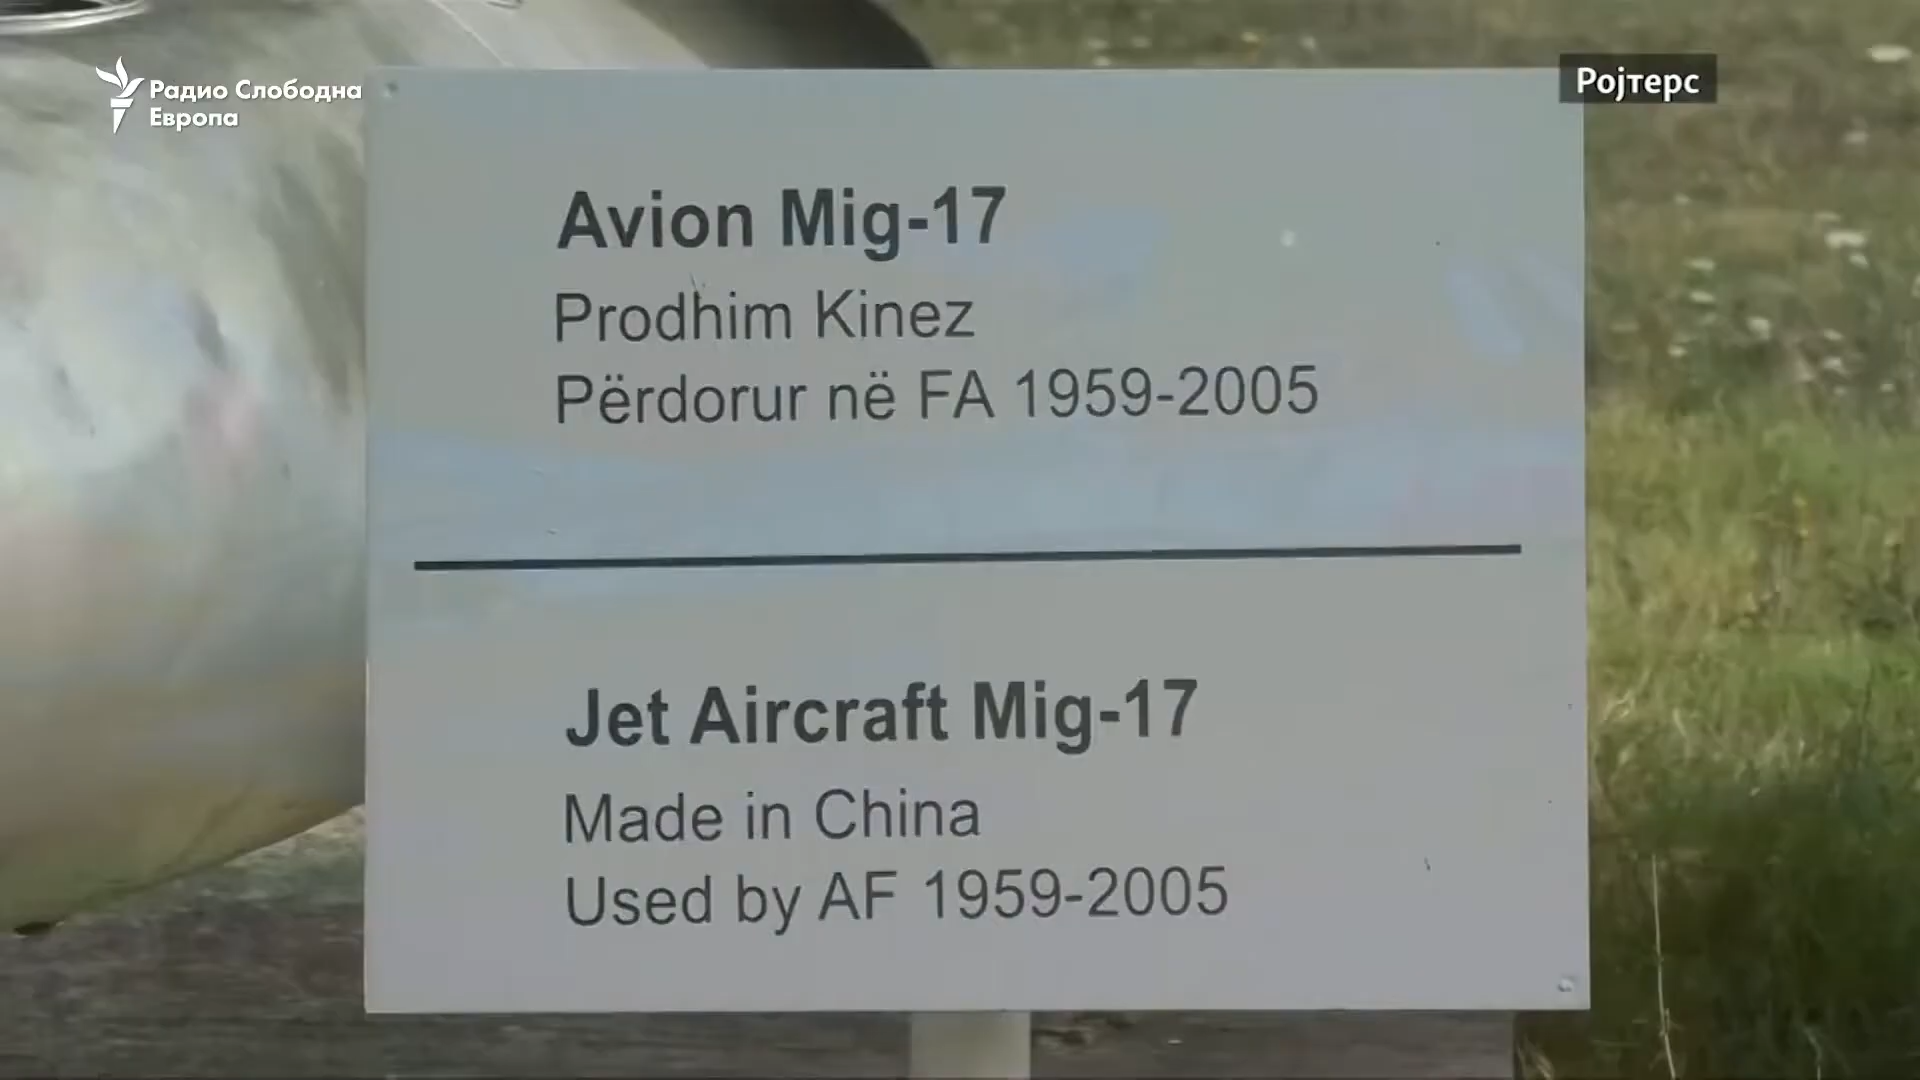 Радио Слободна
Европа
Ројтерс
Avion Mig-17
Prodhim Kinez
Përdorur në FA 1959-2005
Jet Aircraft Mig-17
Made in China
Used by AF 1959-2005